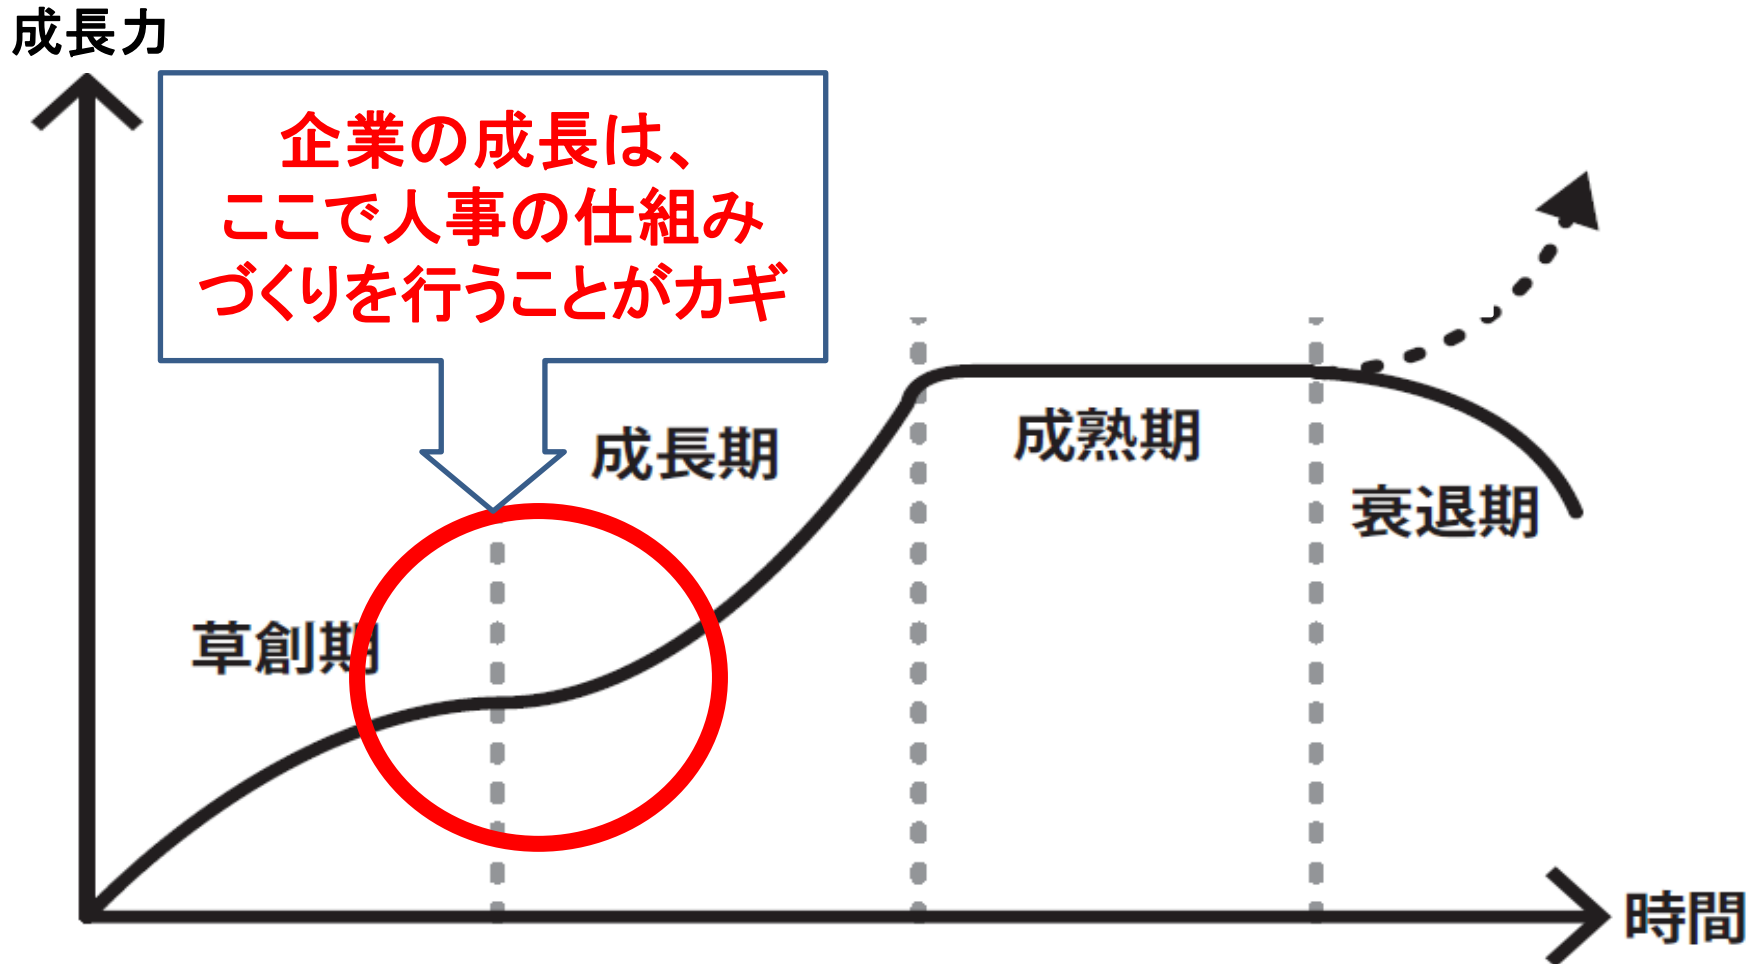 成長力
企業の成長は、
ここで人事の仕組み
づくりを行うことがカギ
成長期
成熟期
衰退期
草創期
時間